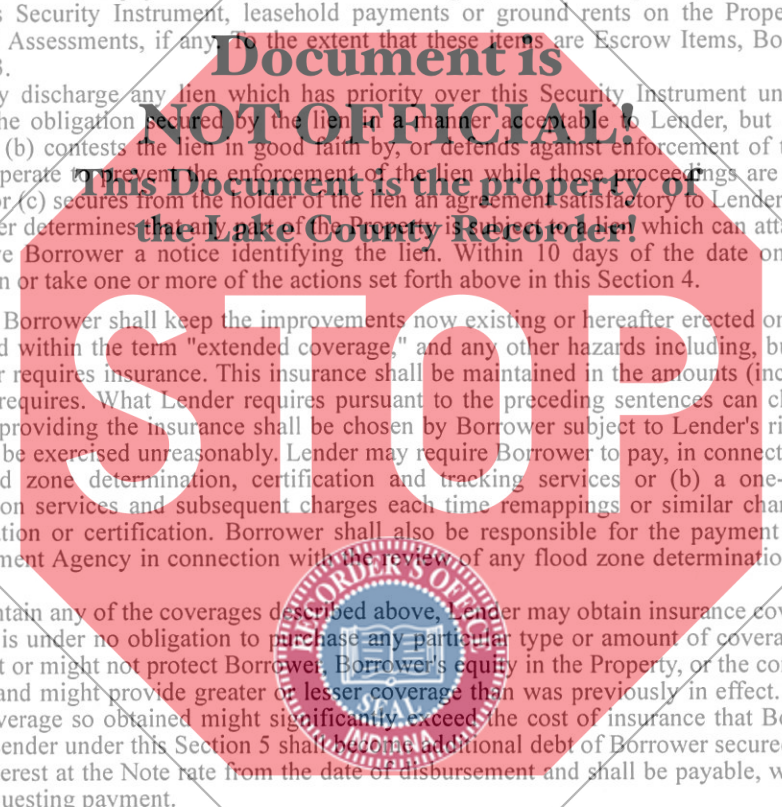 Security Instrument, leasehold payments or ground rents on the Prope
Assessments, if any. To the extent that these items are Escrow Items, Bo
3.
y discharge any lien which has priority over this Security Instrument un
he obligation secured by the lien in a manner acceptable to Lender, but
(b) contests the lien in good faith by, or defends against enforcement of t
perate to prevent the enforcement of the lien while those proceedings are
or (c) secures from the holder of the lien an agreement satisfactory to Lender
er determines that any part of the Property is subject to a lien which can atta
ve Borrower a notice identifying the lien. Within 10 days of the date on
n or take one or more of the actions set forth above in this Section 4.
Borrower shall keep the improvements now existing or hereafter erected on
d within the term "extended coverage," and any other hazards including, bu
r requires insurance. This insurance shall be maintained in the amounts (inc
requires. What Lender requires pursuant to the preceding sentences can c
providing the insurance shall be chosen by Borrower subject to Lender's ri
be exercised unreasonably. Lender may require Borrower to pay, in connect
d zone determination, certification and tracking services or (b) a one-
on services and subsequent charges each time remappings or similar char
tion or certification. Borrower shall also be responsible for the payment
ment Agency in connection with the review of any flood zone determinatio
ntain any of the coverages described above, Lender may obtain insurance co
is under no obligation to purchase any particular type or amount of covera
t or might not protect Borrower, Borrower's equity in the Property, or the co
and might provide greater or lesser coverage than was previously in effect.
verage so obtained might significantly exceed the cost of insurance that Bo
ender under this Section 5 shall become additional debt of Borrower secure
erest at the Note rate from the date of disbursement and shall be payable, w
questing payment.
Document is
NOT OFFICIAL!
This Document is the property of
the Lake County Recorder!
STOP
RECORDER'S OFFICE
SEAL
INDIANA